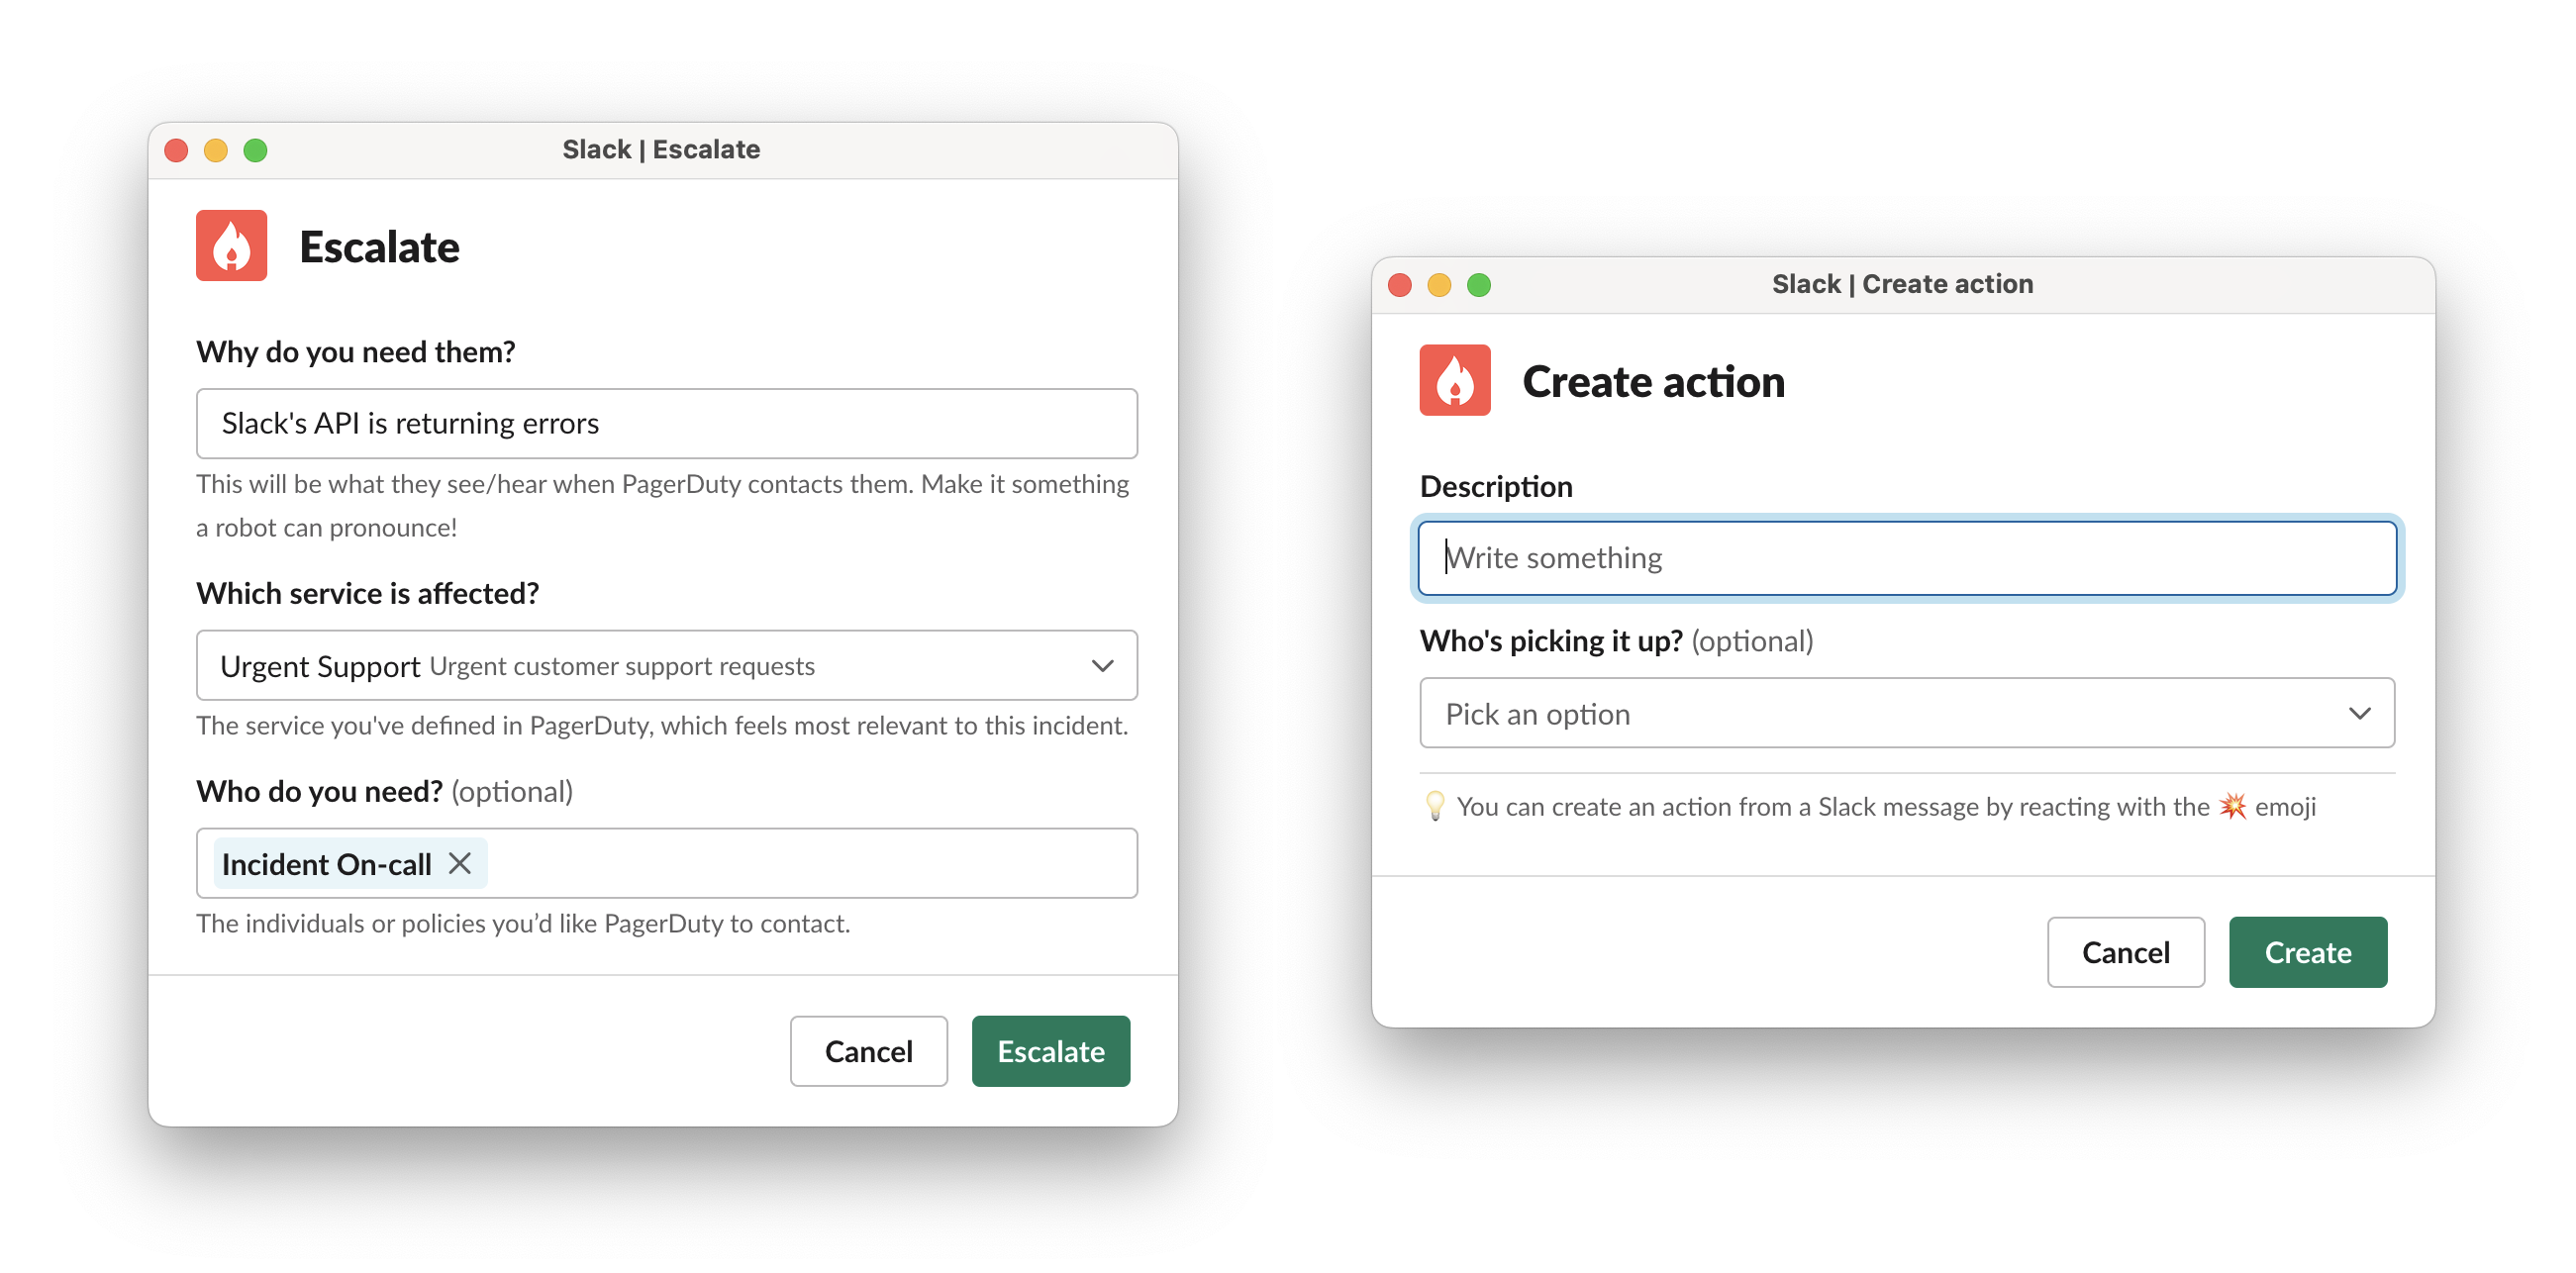 Slack | Escalate
Escalate
Why do you need them?
Slack's API is returning errors
This will be what they see/hear when PagerDuty contacts them. Make it something
a robot can pronounce!
Which service is affected?
Urgent Support Urgent customer support requests
The service you've defined in PagerDuty, which feels most relevant to this incident.
Who do you need? (optional)
Incident On-call
The individuals or policies you’d like PagerDuty to contact.
Cancel Escalate
Slack | Create action
Create action
Description
Write something
Who's picking it up? (optional)
Pick an option
💡 You can create an action from a Slack message by reacting with the 💥 emoji
Cancel Create